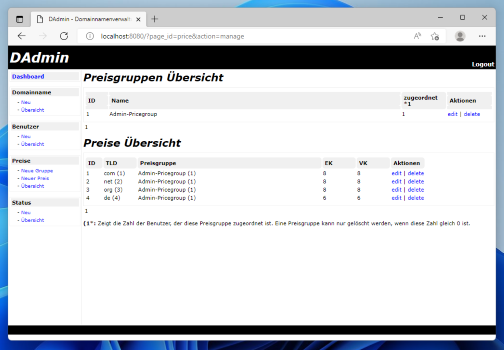 DAdmin - Domainnamenverwalt
localhost:8080/?page_id=price&action=manage
DAdmin
Logout
Dashboard
Domainname
- Neu
- Übersicht
Benutzer
- Neu
- Übersicht
Preise
- Neue Gruppe
- Neuer Preis
- Übersicht
Status
- Neu
- Übersicht
Preisgruppen Übersicht
ID Name zugeordnet *1 Aktionen
1 Admin-Pricegroup 1 edit | delete
1
Preise Übersicht
ID TLD Preisgruppe EK VK Aktionen
1 com (1) Admin-Pricegroup (1) 8 8 edit | delete
2 net (2) Admin-Pricegroup (1) 8 8 edit | delete
3 org (3) Admin-Pricegroup (1) 8 8 edit | delete
4 de (4) Admin-Pricegroup (1) 6 6 edit | delete
1
(1*: Zeigt die Zahl der Benutzer, der diese Preisgruppe zugeordnet ist. Eine Preisgruppe kann nur gelöscht werden, wenn diese Zahl gleich 0 ist.